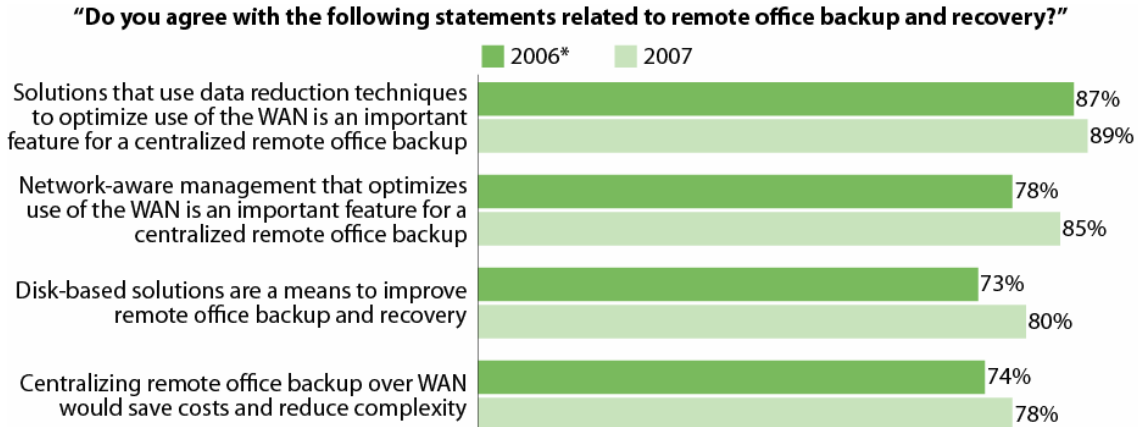 “Do you agree with the following statements related to remote office backup and recovery?”
2006* 2007
Solutions that use data reduction techniques
to optimize use of the WAN is an important
feature for a centralized remote office backup
87%
89%
Network-aware management that optimizes
use of the WAN is an important feature for a
centralized remote office backup
78%
85%
Disk-based solutions are a means to improve
remote office backup and recovery
73%
80%
Centralizing remote office backup over WAN
would save costs and reduce complexity
74%
78%